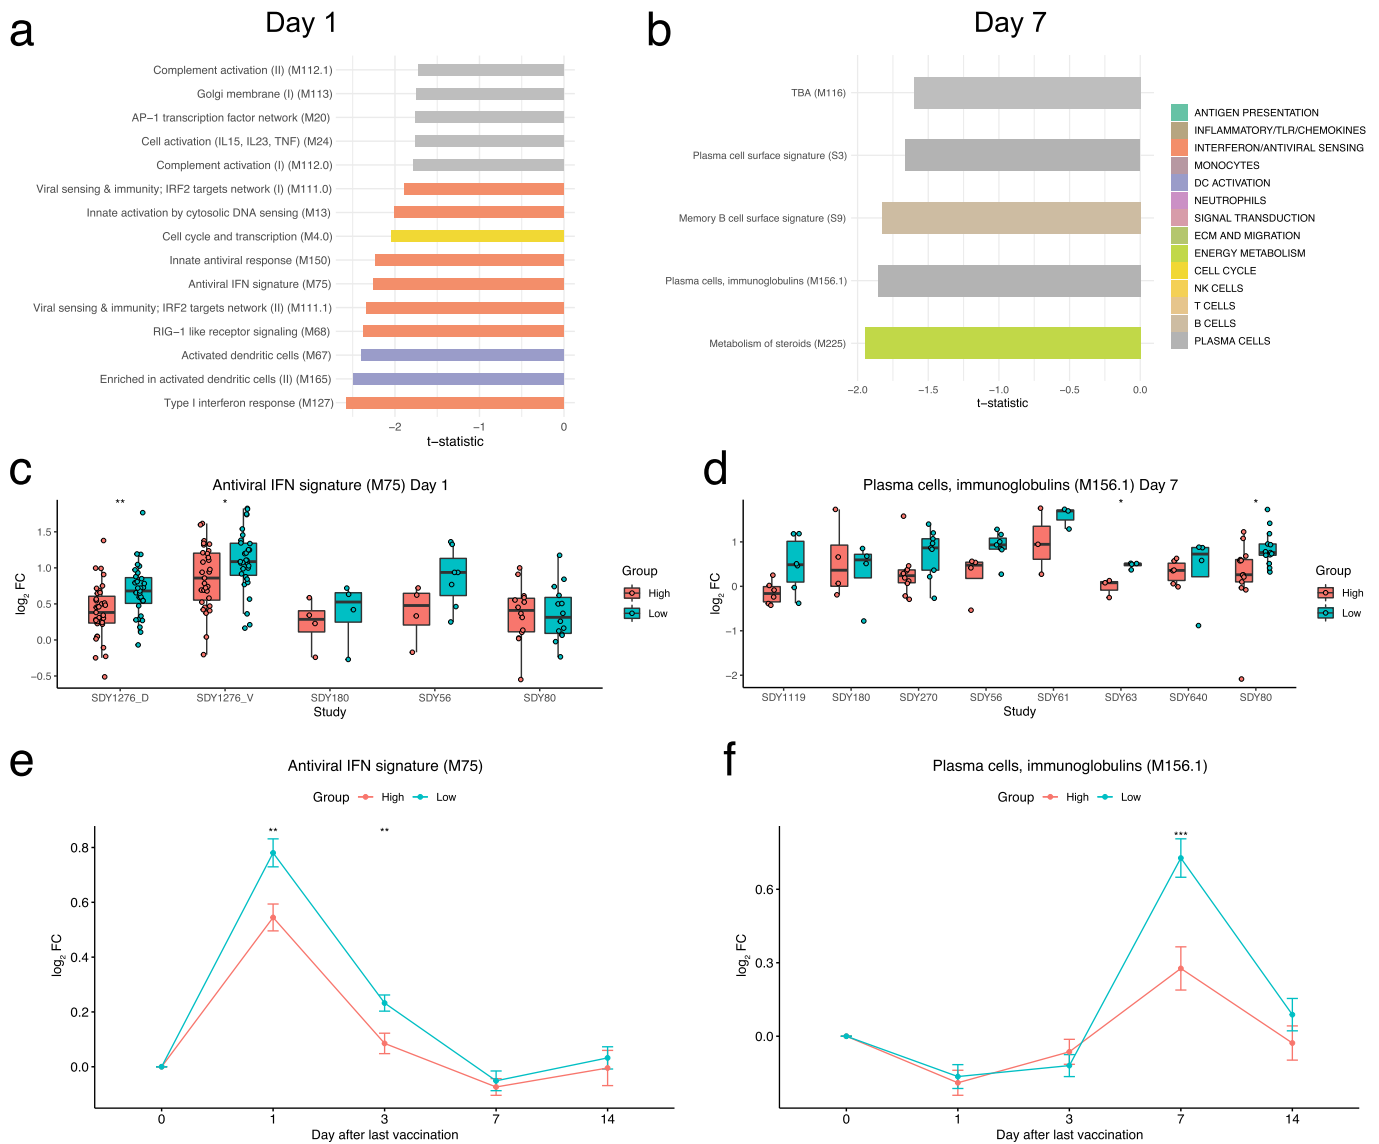 a
Day 1
Complement activation (II) (M112.1)
Golgi membrane (I) (M113)
AP−1 transcription factor network (M20)
Cell activation (IL15, IL23, TNF) (M24)
Complement activation (I) (M112.0)
Viral sensing & immunity; IRF2 targets network (I) (M111.0)
Innate activation by cytosolic DNA sensing (M13)
Cell cycle and transcription (M4.0)
Innate antiviral response (M150)
Antiviral IFN signature (M75)
Viral sensing & immunity; IRF2 targets network (II) (M111.1)
RIG−1 like receptor signaling (M68)
Activated dendritic cells (M67)
Enriched in activated dendritic cells (II) (M165)
Type I interferon response (M127)
−2 −1 0
t−statistic
b
Day 7
TBA (M116)
Plasma cell surface signature (S3)
Memory B cell surface signature (S9)
Plasma cells, immunoglobulins (M156.1)
Metabolism of steroids (M225)
−2.0 −1.5 −1.0 −0.5 0.0
t−statistic
ANTIGEN PRESENTATION
INFLAMMATORY/TLR/CHEMOKINES
INTERFERON/ANTIVIRAL SENSING
MONOCYTES
DC ACTIVATION
NEUTROPHILS
SIGNAL TRANSDUCTION
ECM AND MIGRATION
ENERGY METABOLISM
CELL CYCLE
NK CELLS
T CELLS
B CELLS
PLASMA CELLS
c
Antiviral IFN signature (M75) Day 1
** *
log2 FC
1.5
1.0
0.5
0.0
−0.5
SDY1276_D SDY1276_V SDY180 SDY56 SDY80
Study
Group
High
Low
d
Plasma cells, immunoglobulins (M156.1) Day 7
* *
log2 FC
1
0
−1
−2
SDY1119 SDY180 SDY270 SDY56 SDY61 SDY63 SDY640 SDY80
Study
Group
High
Low
e
Antiviral IFN signature (M75)
Group High Low
** **
log2 FC
0.8
0.6
0.4
0.2
0.0
0 1 3 7 14
Day after last vaccination
f
Plasma cells, immunoglobulins (M156.1)
Group High Low
***
log2 FC
0.6
0.3
0.0
0 1 3 7 14
Day after last vaccination